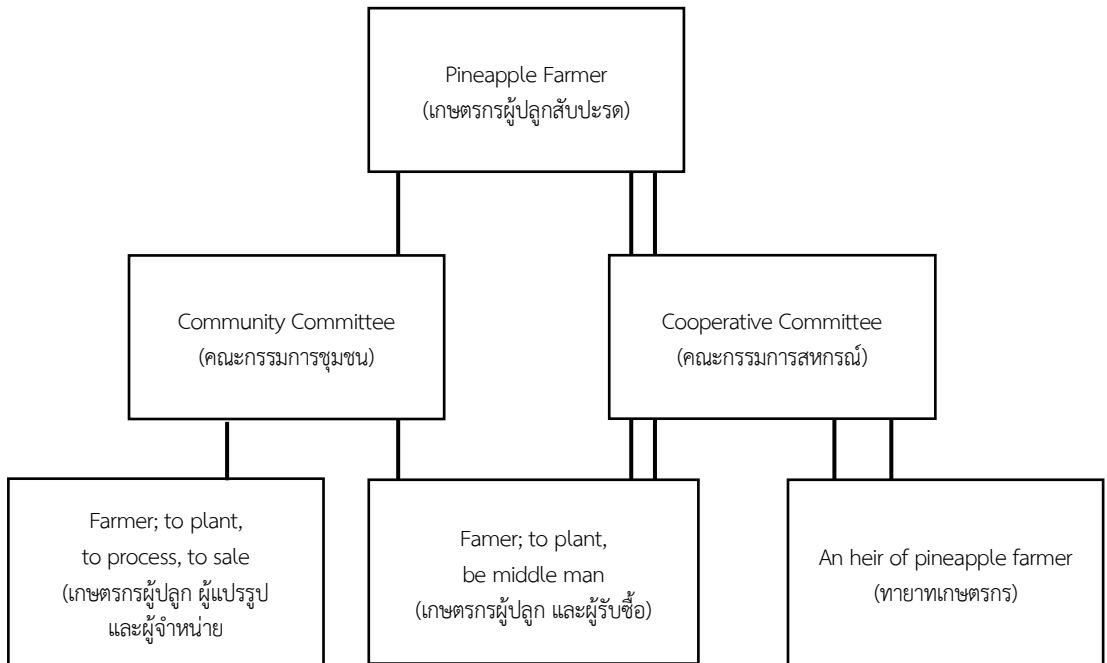 Pineapple Farmer
(เกษตรกรผู้ปลูกสับปะรด)
Community Committee
(คณะกรรมการชุมชน)
Cooperative Committee
(คณะกรรมการสหกรณ์)
Farmer; to plant,
to process, to sale
(เกษตรกรผู้ปลูก ผู้แปรรูป
และผู้จำหน่าย
Famer; to plant,
be middle man
(เกษตรกรผู้ปลูก และผู้รับซื้อ)
An heir of pineapple farmer
(ทายาทเกษตรกร)